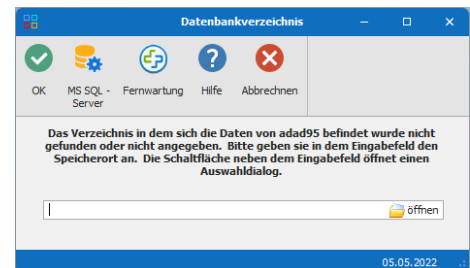 Datenbankverzeichnis
OK
MS SQL - Server
Fernwartung
Hilfe
Abbrechnen
Das Verzeichnis in dem sich die Daten von adad95 befindet wurde nicht
gefunden oder nicht angegeben. Bitte geben sie in dem Eingabefeld den
Speicherort an. Die Schaltfläche neben dem Eingabefeld öffnet einen
Auswahldialog.
öffnen
05.05.2022